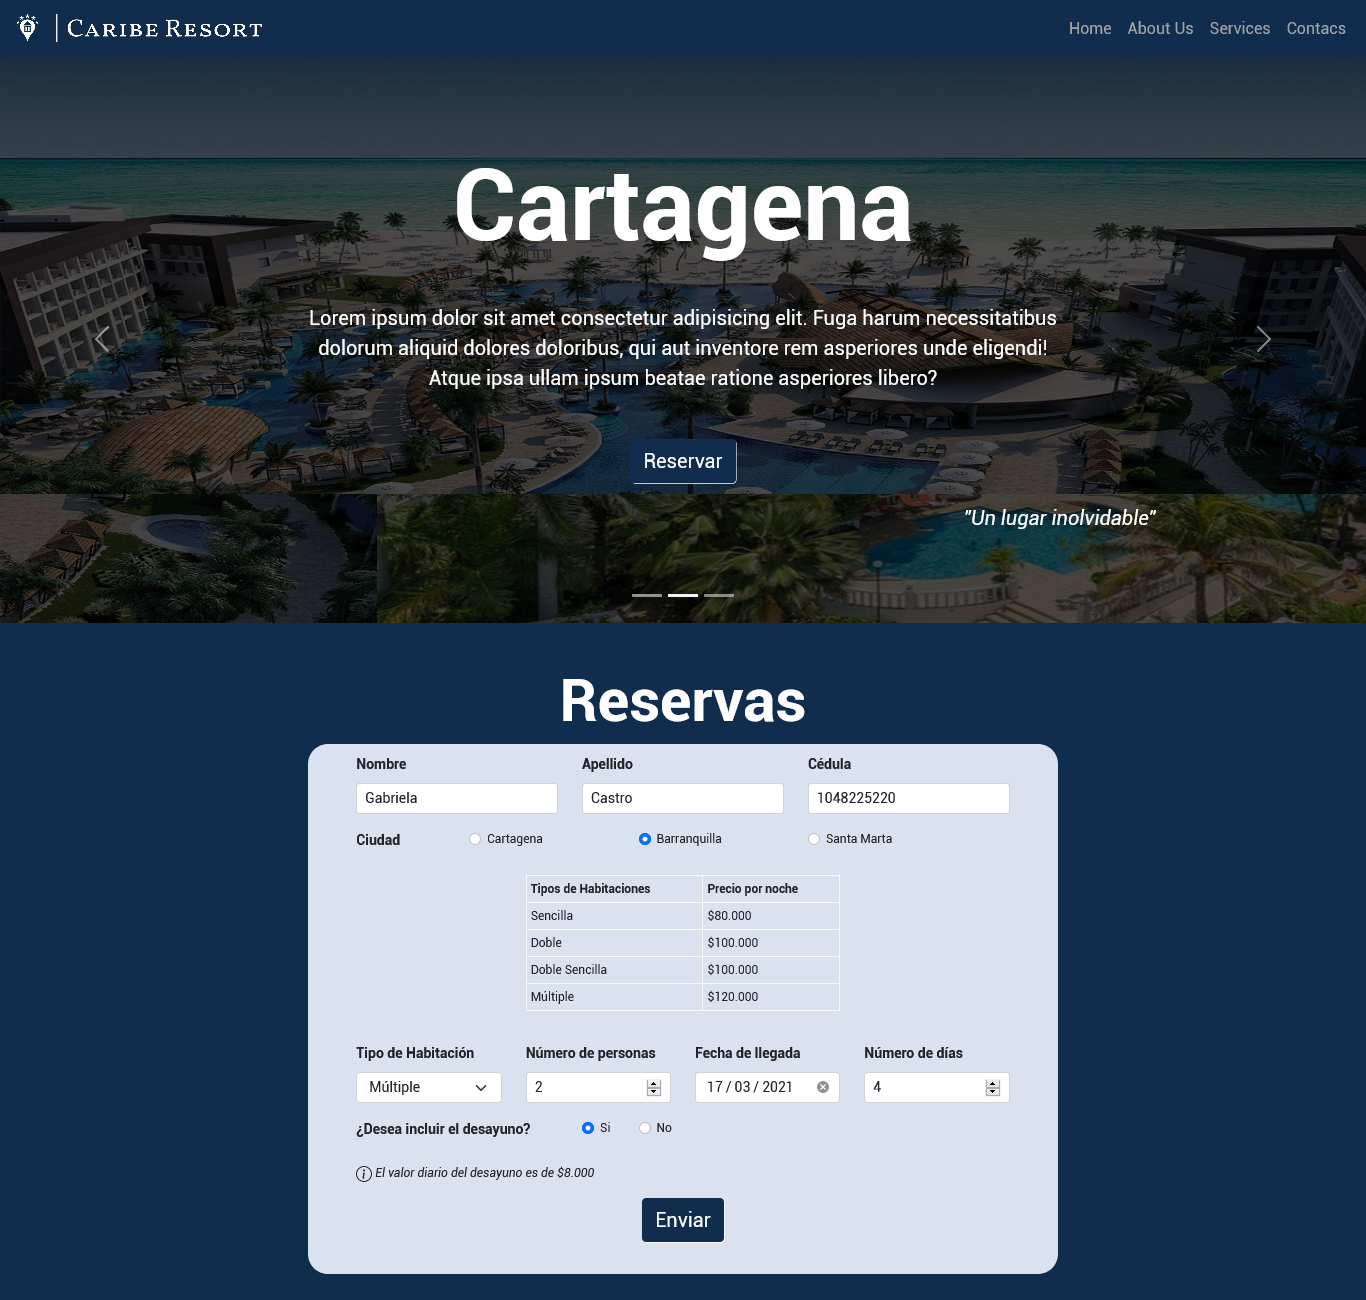 CARIBE RESORT
Home About Us Services Contacs
Cartagena
Lorem ipsum dolor sit amet consectetur adipisicing elit. Fuga harum necessitatibus
dolorum aliquid dolores doloribus, qui aut inventore rem asperiores unde eligendi!
Atque ipsa ullam ipsum beatae ratione asperiores libero?
Reservar
"Un lugar inolvidable"
Reservas
Nombre Apellido Cédula
Gabriela Castro 1048225220
Ciudad Cartagena Barranquilla Santa Marta
Tipos de Habitaciones Precio por noche
Sencilla $80.000
Doble $100.000
Doble Sencilla $100.000
Múltiple $120.000
Tipo de Habitación Número de personas Fecha de llegada Número de días
Múltiple 2 17 / 03 / 2021 4
¿Desea incluir el desayuno? Si No
El valor diario del desayuno es de $8.000
Enviar